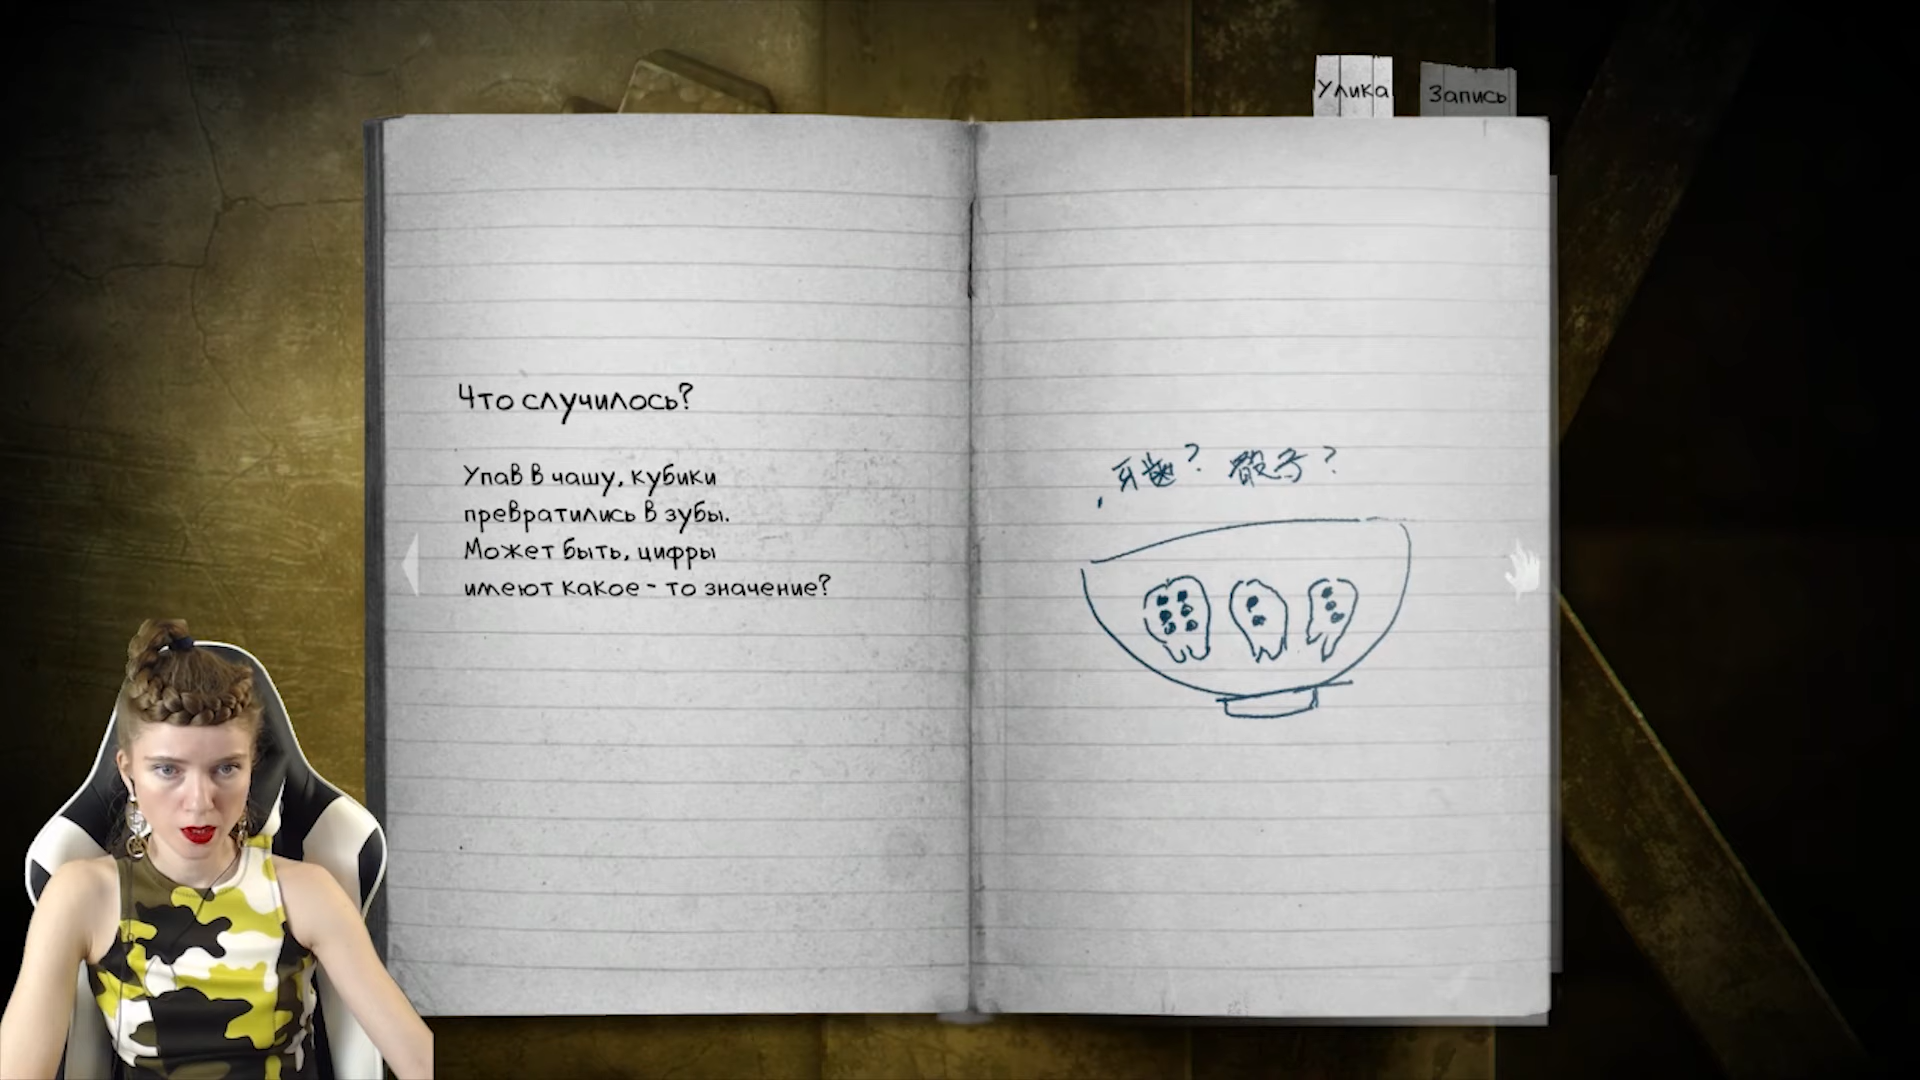 Улика
Запись
Что случилось?
Упав в чашу, кубики
превратились в зубы.
Может быть, цифры
имеют какое - то значение?
牙齒? 骰子?